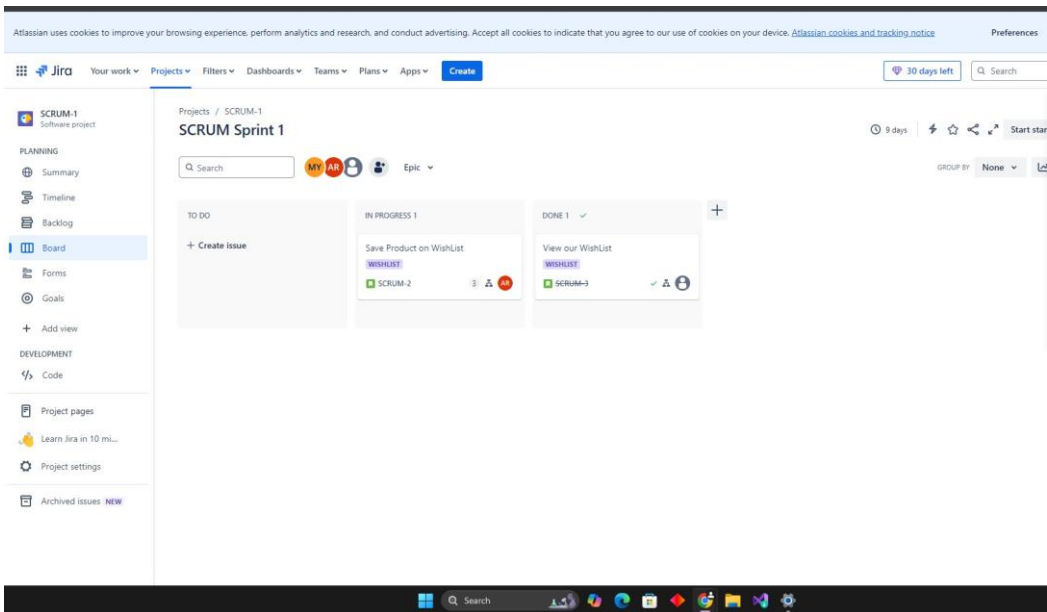 Atlassian uses cookies to improve your browsing experience, perform analytics and research, and conduct advertising. Accept all cookies to indicate that you agree to our use of cookies on your device. Atlassian cookies and tracking notice Preferences
Jira Your work Projects Filters Dashboards Teams Plans Apps Create 30 days left Search
SCRUM-1
Software project
PLANNING
Summary
Timeline
Backlog
Board
Forms
Goals
Add view
DEVELOPMENT
Code
Project pages
Learn Jira in 10 mi...
Project settings
Archived issues NEW
Projects / SCRUM-1
SCRUM Sprint 1
9 days Start star
Search MY AR Epic GROUP BY None
TO DO
+ Create issue
IN PROGRESS 1
Save Product on WishList
WISHLIST
SCRUM-2 3 AR
DONE 1
View our WishList
WISHLIST
SCRUM-3
Search